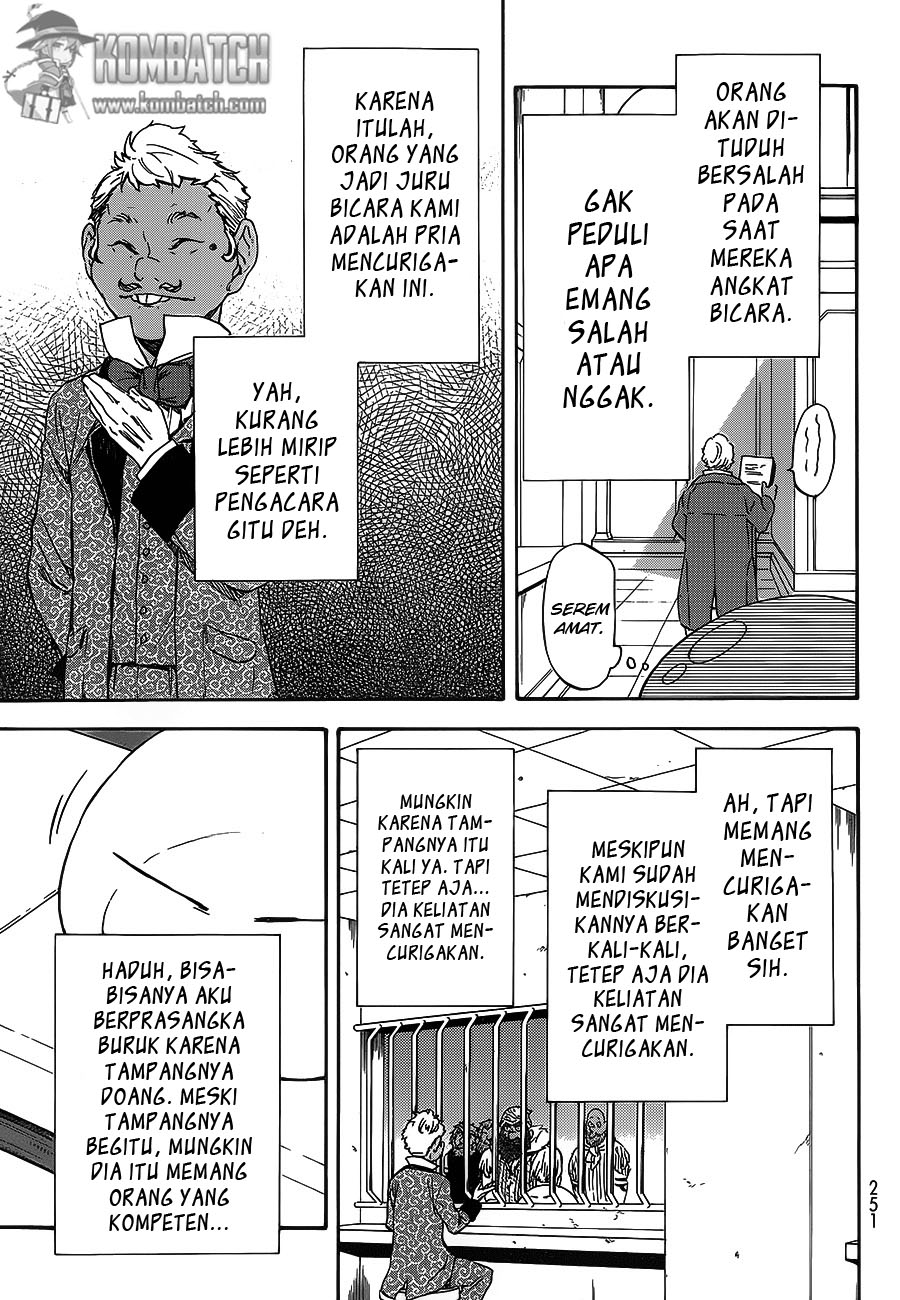 KOMBATCH
www.kombatch.com
ORANG
AKAN DI-
TUDUH
BERSALAH
PADA
SAAT
MEREKA
ANGKAT
BICARA.
GAK
PEDULI
APA
EMANG
SALAH
ATAU
NGGAK.
SEREM
AMAT.
KARENA
ITULAH,
ORANG YANG
JADI JURU
BICARA KAMI
ADALAH PRIA
MENCURIGA-
KAN INI.
YAH,
KURANG
LEBIH MIRIP
SEPERTI
PENGACARA
GITU DEH.
AH, TAPI
MEMANG
MEN-
CURIGA-
KAN
BANGET
SIH.
MESKIPUN
KAMI SUDAH
MENDISKUSI-
KANNYA BER-
KALI-KALI,
TETEP AJA DIA
KELIATAN
SANGAT MEN-
CURIGAKAN.
MUNGKIN
KARENA TAM-
PANGNYA ITU
KALI YA. TAPI
TETEP AJA...
DIA KELIATAN
SANGAT MEN-
CURIGAKAN.
HADUH, BISA-
BISANYA AKU
BERPRASANGKA
BURUK KARENA
TAMPANGNYA
DOANG. MESKI
TAMPANGNYA
BEGITU, MUNGKIN
DIA ITU MEMANG
ORANG YANG
KOMPETEN...
251